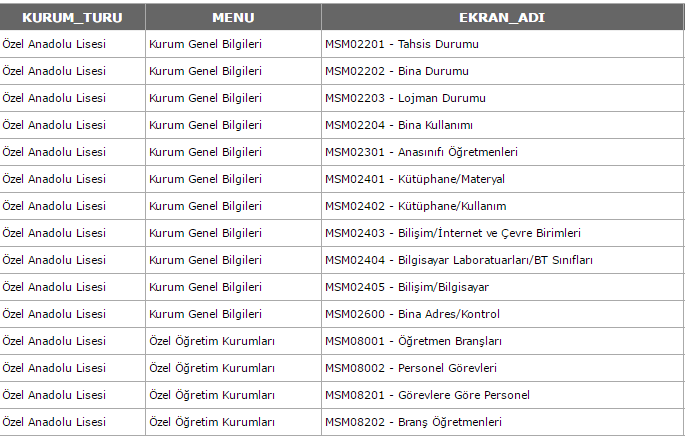 KURUM_TURU MENU EKRAN_ADI
Özel Anadolu Lisesi Kurum Genel Bilgileri MSM02201 - Tahsis Durumu
Özel Anadolu Lisesi Kurum Genel Bilgileri MSM02202 - Bina Durumu
Özel Anadolu Lisesi Kurum Genel Bilgileri MSM02203 - Lojman Durumu
Özel Anadolu Lisesi Kurum Genel Bilgileri MSM02204 - Bina Kullanımı
Özel Anadolu Lisesi Kurum Genel Bilgileri MSM02301 - Anasınıfı Öğretmenleri
Özel Anadolu Lisesi Kurum Genel Bilgileri MSM02401 - Kütüphane/Materyal
Özel Anadolu Lisesi Kurum Genel Bilgileri MSM02402 - Kütüphane/Kullanım
Özel Anadolu Lisesi Kurum Genel Bilgileri MSM02403 - Bilişim/İnternet ve Çevre Birimleri
Özel Anadolu Lisesi Kurum Genel Bilgileri MSM02404 - Bilgisayar Laboratuarları/BT Sınıfları
Özel Anadolu Lisesi Kurum Genel Bilgileri MSM02405 - Bilişim/Bilgisayar
Özel Anadolu Lisesi Kurum Genel Bilgileri MSM02600 - Bina Adres/Kontrol
Özel Anadolu Lisesi Özel Öğretim Kurumları MSM08001 - Öğretmen Branşları
Özel Anadolu Lisesi Özel Öğretim Kurumları MSM08002 - Personel Görevleri
Özel Anadolu Lisesi Özel Öğretim Kurumları MSM08201 - Görevlere Göre Personel
Özel Anadolu Lisesi Özel Öğretim Kurumları MSM08202 - Branş Öğretmenleri